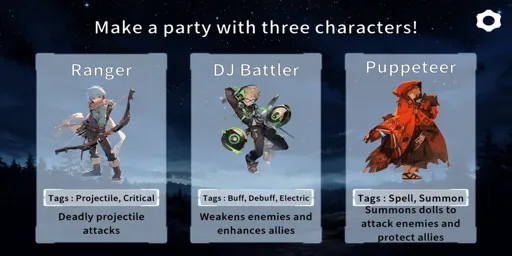 Make a party with three characters!
Ranger
Tags : Projectile, Critical
Deadly projectile
attacks
DJ Battler
Tags : Buff, Debuff, Electric
Weakens enemies and
enhances allies
Puppeteer
Tags : Spell, Summon
Summons dolls to
attack enemies and
protect allies